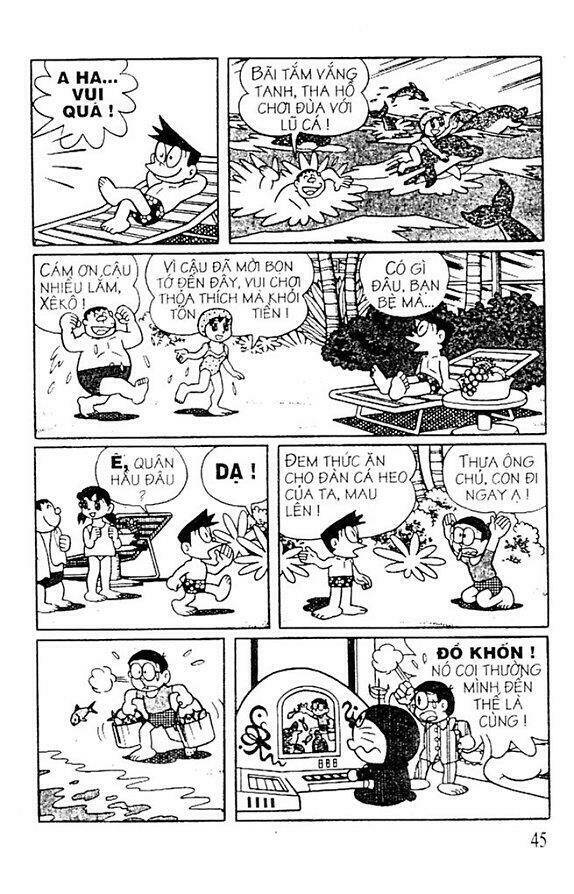 A HA...
VUI
QUÁ !
BÃI TẮM VẮNG
TANH, THA HỒ
CHƠI ĐÙA VỚI
LŨ CÁ !
CÁM ƠN CẬU
NHIỀU LẮM,
XÊKÔ !
VÌ CẬU ĐÃ MỜI BỌN
TỚ ĐẾN ĐÂY, VUI CHƠI
THỎA THÍCH MÀ KHỎI
TỐN TIỀN !
CÓ GÌ
ĐÂU, BẠN
BÈ MÀ...
Ê, QUÂN
HẦU ĐÂU
?
DẠ !
ĐEM THỨC ĂN
CHO ĐÀN CÁ HEO
CỦA TA, MAU
LÊN !
THƯA ÔNG
CHỦ, CON ĐI
NGAY Ạ !
ĐỒ KHỐN !
NÓ COI THƯỜNG
MÌNH ĐẾN
THẾ LÀ
CÙNG !
45